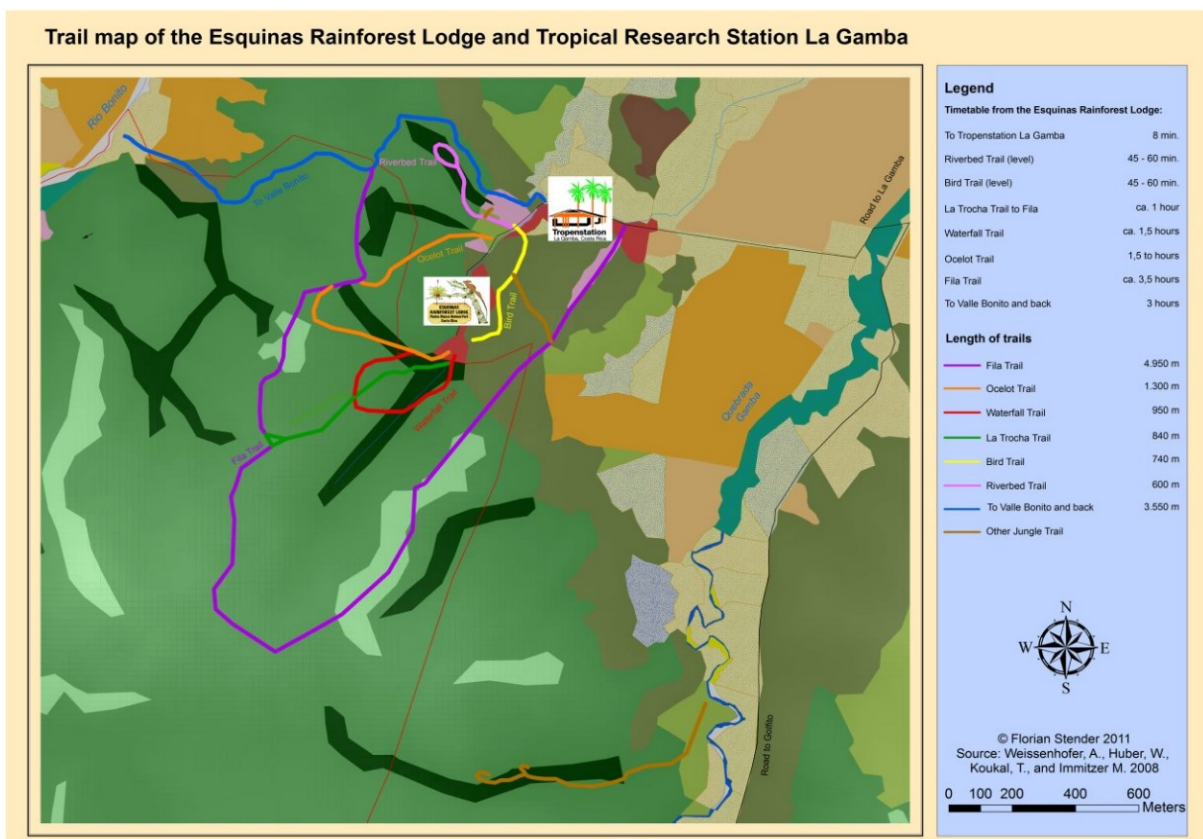 Trail map of the Esquinas Rainforest Lodge and Tropical Research Station La Gamba
Rio Bonito
To Valle Bonito
Riverbed Trail
Tropenstation
La Gamba, Costa Rica
Road to La Gamba
Ocelot Trail
ESQUINAS
RAINFOREST LODGE
Costa Rica
Bird Trail
Waterfall Trail
Fila Trail
Quebrada
Gamba
Road to Golfito
Legend
Timetable from the Esquinas Rainforest Lodge:
To Tropenstation La Gamba 8 min.
Riverbed Trail (level) 45 - 60 min.
Bird Trail (level) 45 - 60 min.
La Trocha Trail to Fila ca. 1 hour
Waterfall Trail ca. 1,5 hours
Ocelot Trail 1,5 to hours
Fila Trail ca. 3,5 hours
To Valle Bonito and back 3 hours
Length of trails
Fila Trail 4.950 m
Ocelot Trail 1.300 m
Waterfall Trail 950 m
La Trocha Trail 840 m
Bird Trail 740 m
Riverbed Trail 600 m
To Valle Bonito and back 3.550 m
Other Jungle Trail
N
W E
S
© Florian Stender 2011
Source: Weissenhofer, A., Huber, W.,
Koukal, T., and Immitzer M. 2008
0 100 200 400 600
Meters